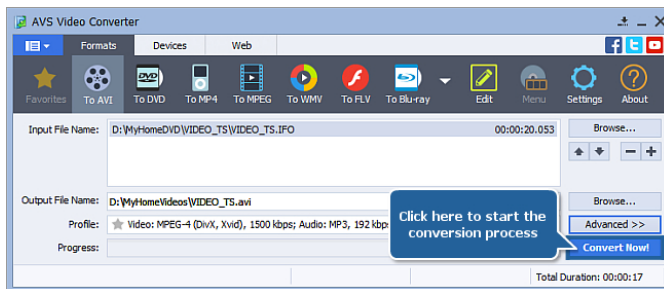 AVS Video Converter
Formats Devices Web
Favorites To AVI To DVD To MP4 To MPEG To WMV To FLV To Blu-ray Edit Menu Settings About
Input File Name: D:\MyHomeDVD\VIDEO_TS\VIDEO_TS.IFO 00:00:20.053 Browse...
Output File Name: D:\MyHomeVideos\VIDEO_TS.avi Browse...
Profile: Video: MPEG-4 (DivX, Xvid), 1500 kbps; Audio: MP3, 192 kbp Advanced >>
Click here to start the
conversion process
Progress: Convert Now!
Total Duration: 00:00:17